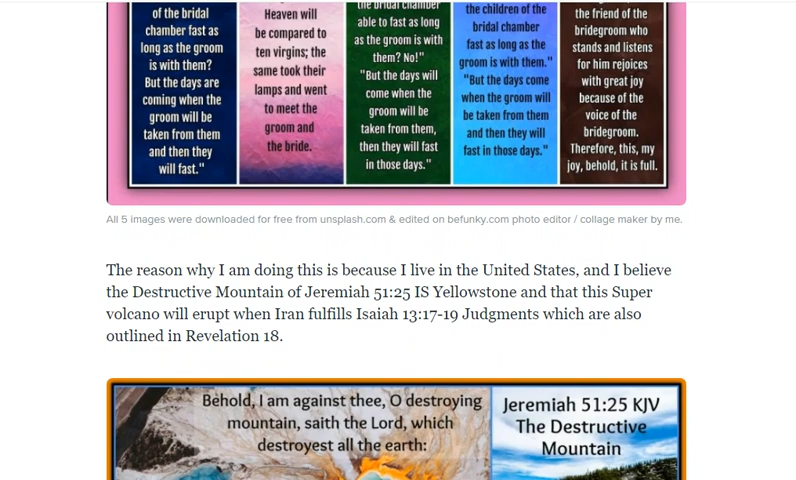 of the bridal
chamber fast as
long as the groom
is with them?
But the days are
coming when the
groom will be
taken from them
and then they
will fast."
Heaven will
be compared to
ten virgins; the
same took their
lamps and went
to meet the
groom and
the bride.
the bridal chamber
able to fast as long
as the groom is with
them? No!"
"But the days will
come when the
groom will be
taken from them,
then they will fast
in those days."
the children of the
bridal chamber
fast as long as the
groom is with them."
"But the days come
when the groom will
be taken from them
and then they will
fast in those days."
the friend of the
bridegroom who
stands and listens
for him rejoices
with great joy
because of the
voice of the
bridegroom.
Therefore, this, my
joy, behold, it is full.
All 5 images were downloaded for free from unsplash.com & edited on befunky.com photo editor / collage maker by me.
The reason why I am doing this is because I live in the United States, and I believe
the Destructive Mountain of Jeremiah 51:25 IS Yellowstone and that this Super
volcano will erupt when Iran fulfills Isaiah 13:17-19 Judgments which are also
outlined in Revelation 18.
Behold, I am against thee, O destroying
mountain, saith the Lord, which
destroyest all the earth:
Jeremiah 51:25 KJV
The Destructive
Mountain